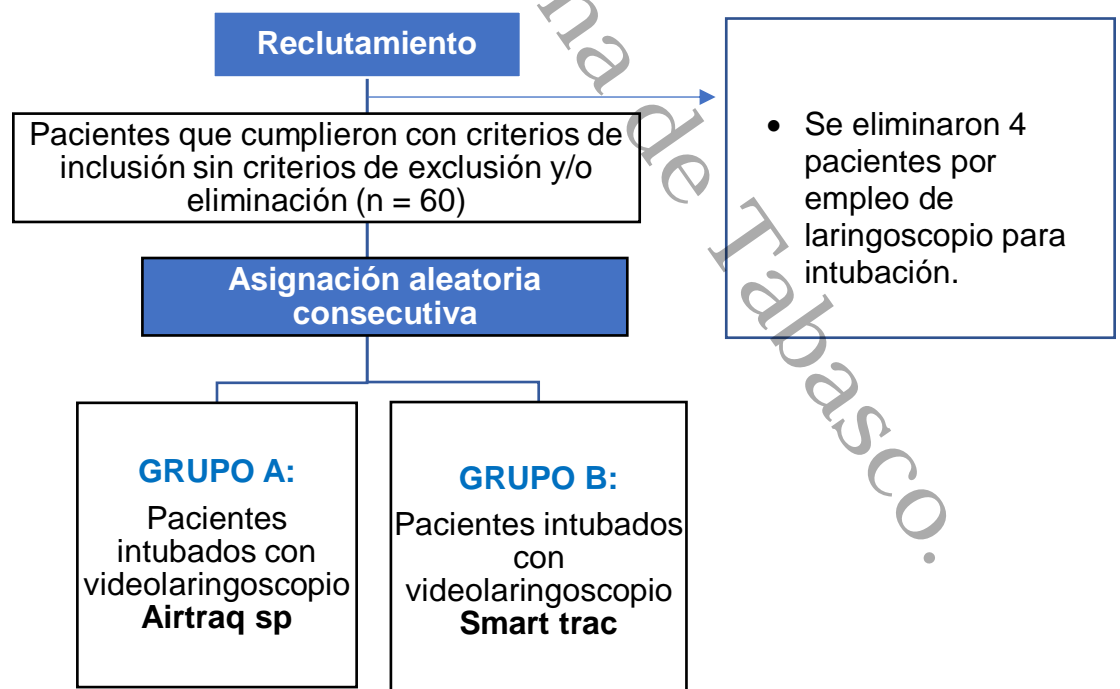 Reclutamiento
Pacientes que cumplieron con criterios de
inclusión sin criterios de exclusión y/o
eliminación (n = 60)
• Se eliminaron 4
pacientes por
empleo de
laringoscopio para
intubación.
Asignación aleatoria
consecutiva
GRUPO A:
Pacientes
intubados con
videolaringoscopio
Airtraq sp
GRUPO B:
Pacientes intubados
con
videolaringoscopio
Smart trac
de Tabasco.